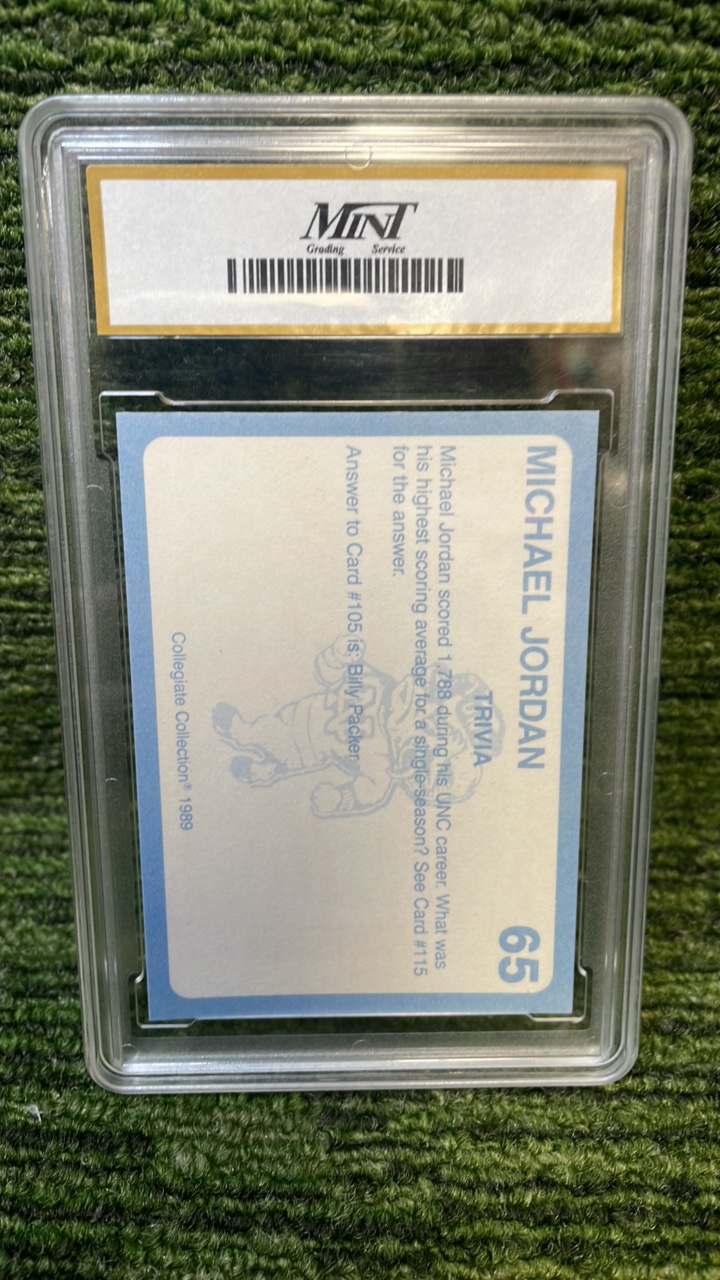 MINT
Grading Service
MICHAEL JORDAN 65
TRIVIA
Michael Jordan scored 1,788 during his UNC career. What was
his highest scoring average for a single-season? See Card #115
for the answer.
Answer to Card #105 is: Billy Packer.
Collegiate Collection® 1989